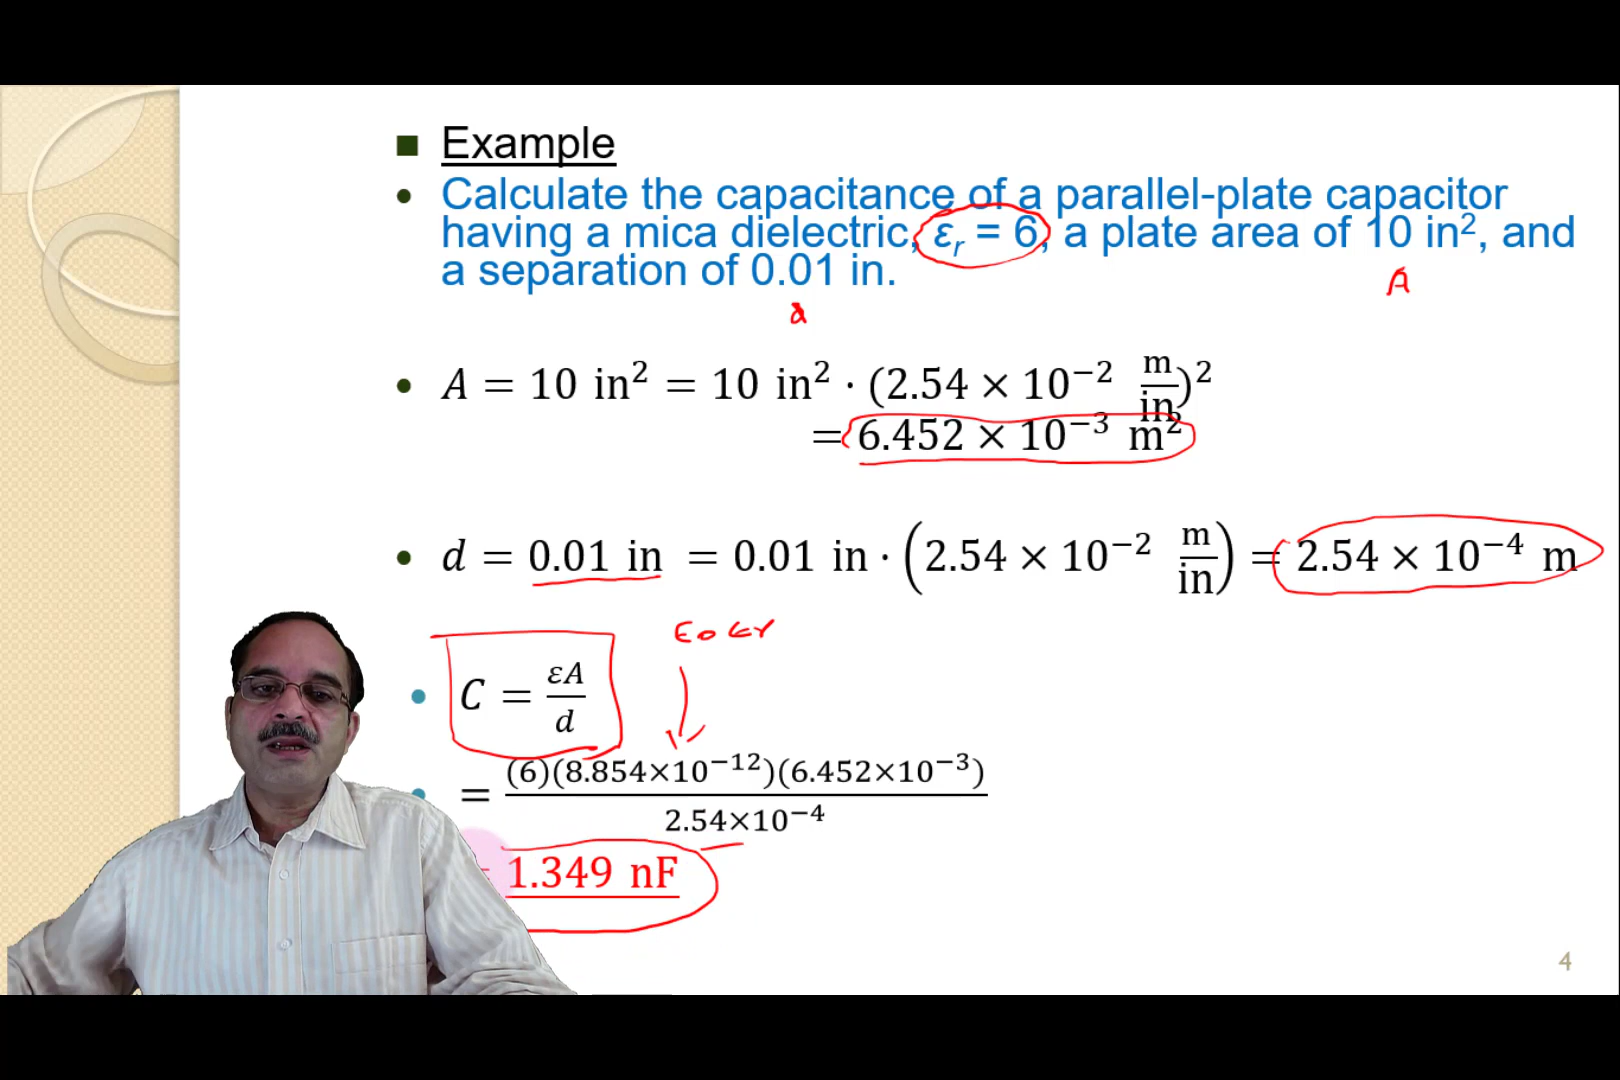 Example
Calculate the capacitance of a parallel-plate capacitor
having a mica dielectric, εᵣ = 6, a plate area of 10 in², and
a separation of 0.01 in.
A
d
A = 10 in² = 10 in² · (2.54 × 10⁻² m/in)²
= 6.452 × 10⁻³ m²
d = 0.01 in = 0.01 in · (2.54 × 10⁻² m/in) = 2.54 × 10⁻⁴ m
ε₀ εr
C = εA/d
= (6)(8.854×10⁻¹²)(6.452×10⁻³)/2.54×10⁻⁴
1.349 nF
4